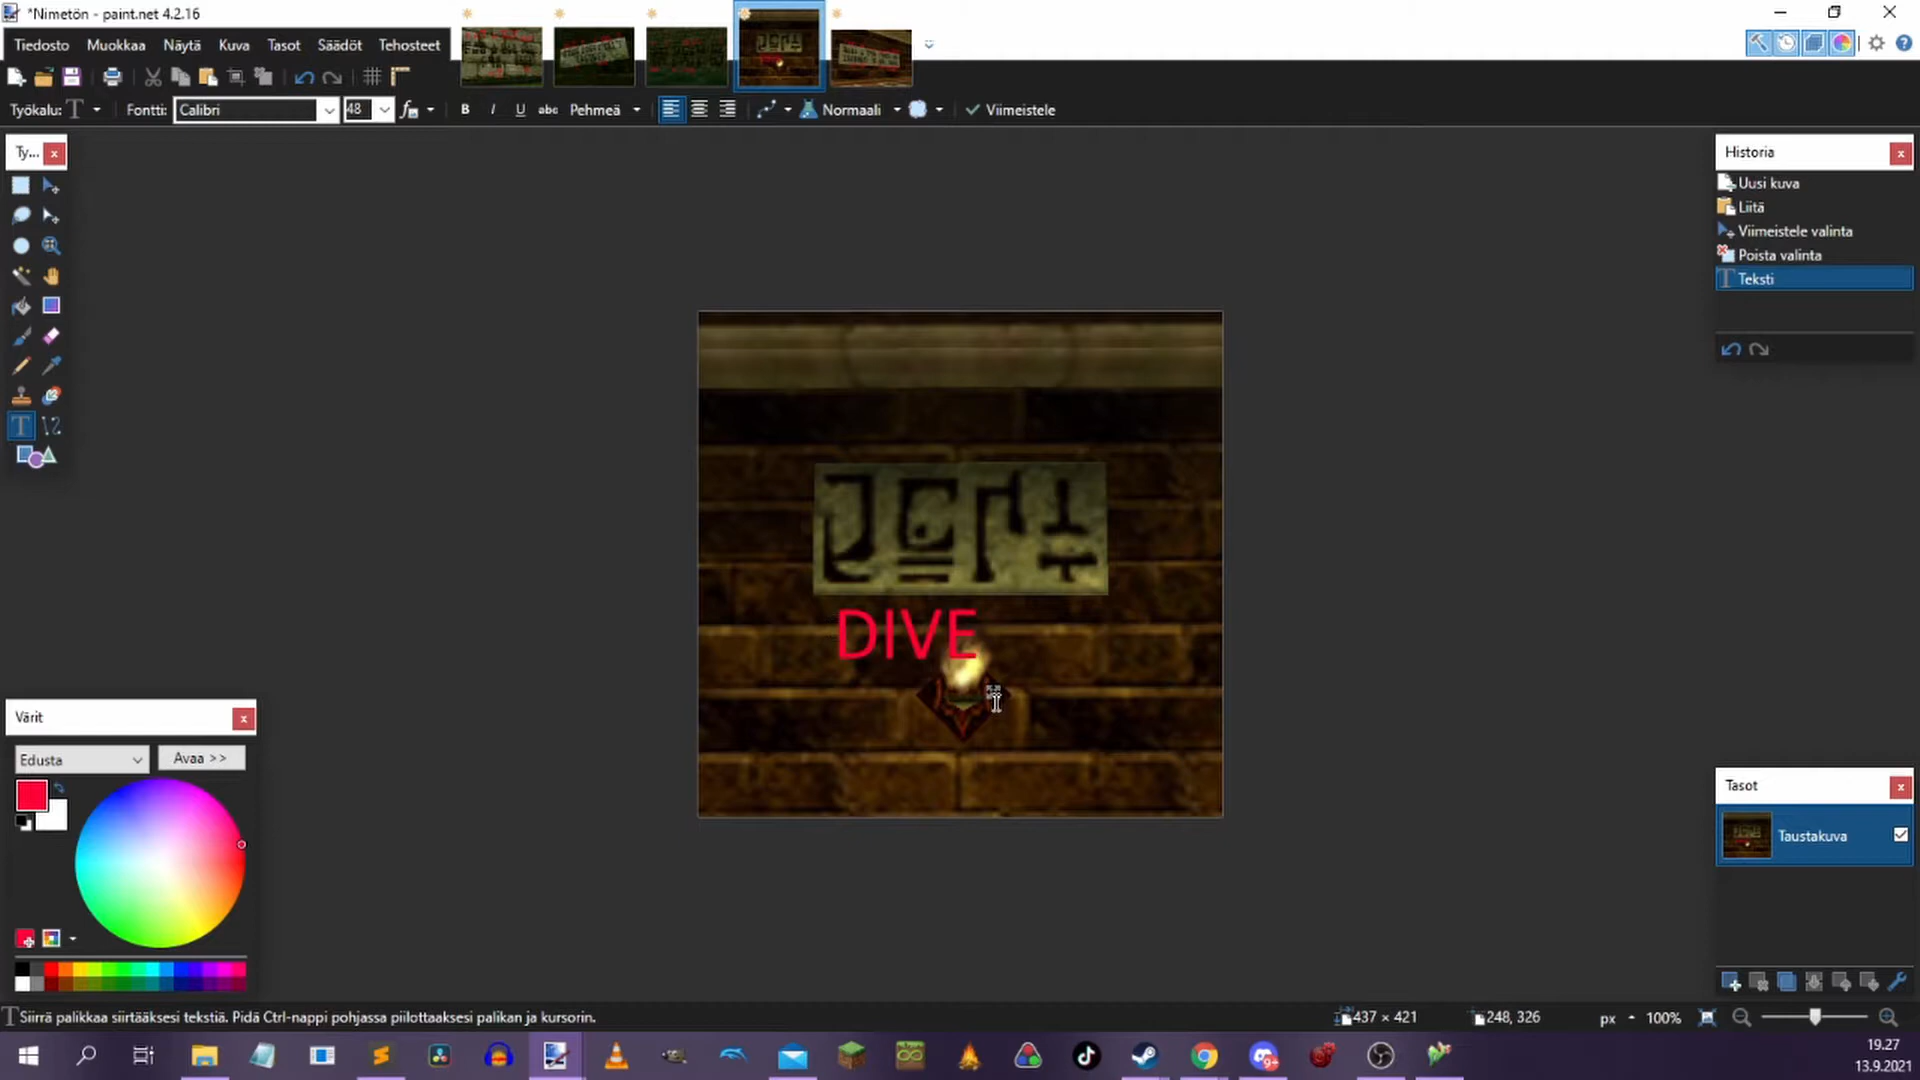 *Nimetön - paint.net 4.2.16
Tiedosto Muokkaa Näytä Kuva Tasot Säädöt Tehosteet
Työkalu: Fontti: Calibri 48 B I U abc Pehmeä Normaali Viimeistele
Ty...
Historia
Uusi kuva
Liitä
Viimeistele valinta
Poista valinta
Teksti
DIVE
Värit
Edusta Avaa >>
Tasot
Taustakuva
Siirrä palikkaa siirtääksesi tekstiä. Pidä Ctrl-nappi pohjassa piilottaaksesi palikan ja kursorin.
437 × 421 248, 326 px 100%
19.27
13.9.2021